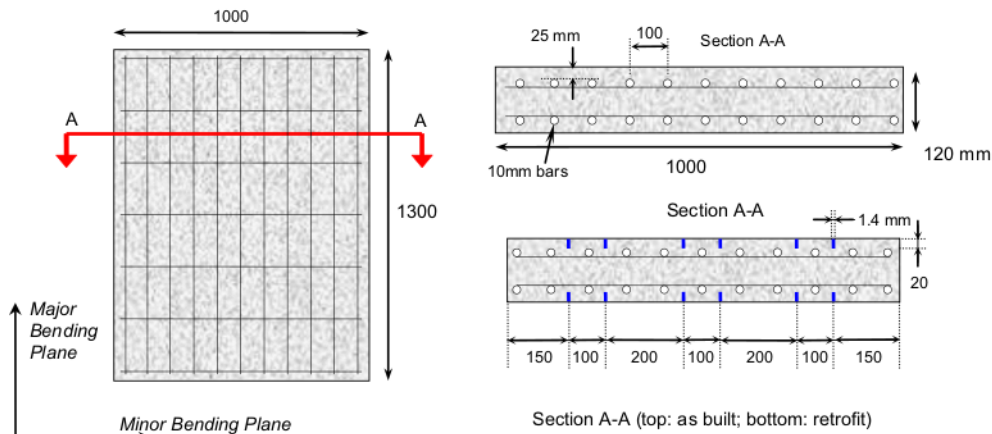 1000
A
A
1300
Major
Bending
Plane
Minor Bending Plane
25 mm
100
Section A-A
10mm bars
1000
120 mm
Section A-A
1.4 mm
20
150
100
200
100
200
100
150
Section A-A (top: as built; bottom: retrofit)